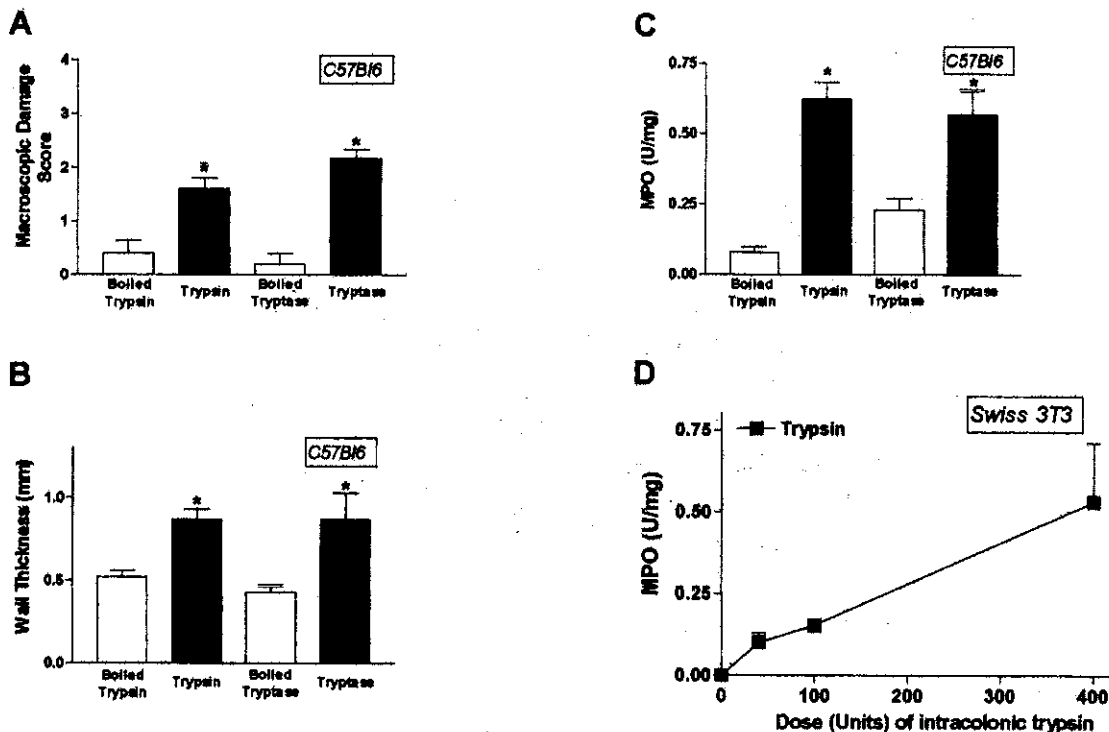 A
C57Bl6
Macroscopic Damage
Score
4
3
2
1
0
*
*
Boiled
Trypsin
Trypsin
Boiled
Tryptase
Tryptase
B
C57Bl6
Wall Thickness (mm)
1.0
0.5
0.0
*
*
Boiled
Trypsin
Trypsin
Boiled
Tryptase
Tryptase
C
C57Bl6
MPO (U/mg)
0.75
0.50
0.25
0.00
*
*
Boiled
Trypsin
Trypsin
Boiled
Tryptase
Tryptase
D
Swiss 3T3
Trypsin
MPO (U/mg)
0.75
0.50
0.25
0.00
0 100 200 300 400
Dose (Units) of intracolonic trypsin